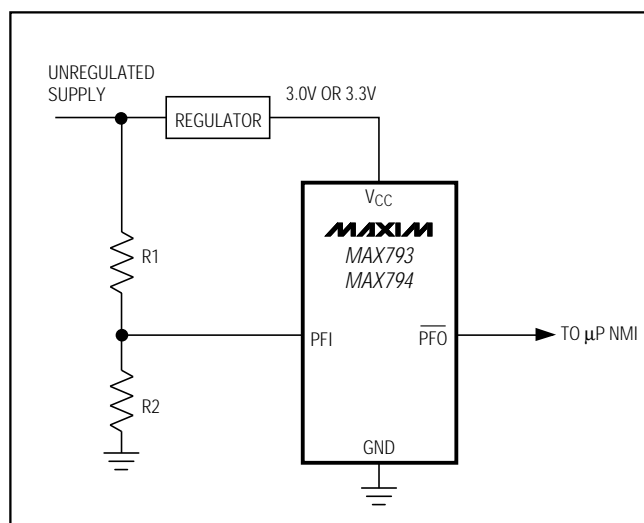 UNREGULATED
SUPPLY
3.0V OR 3.3V
REGULATOR
VCC
MAXIM
MAX793
MAX794
R1
PFI
PFO
TO µP NMI
R2
GND